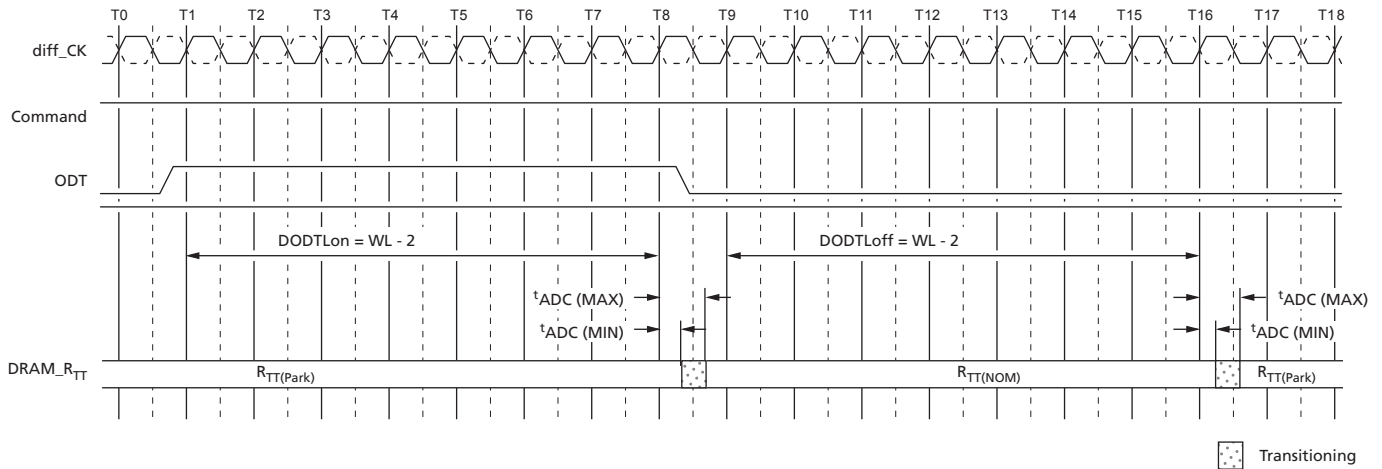 T0 T1 T2 T3 T4 T5 T6 T7 T8 T9 T10 T11 T12 T13 T14 T15 T16 T17 T18
diff_CK
Command
ODT
DODTLon = WL - 2 DODTLoff = WL - 2
tADC (MAX) tADC (MAX)
tADC (MIN) tADC (MIN)
DRAM_RTT RTT(Park) RTT(NOM) RTT(Park)
Transitioning